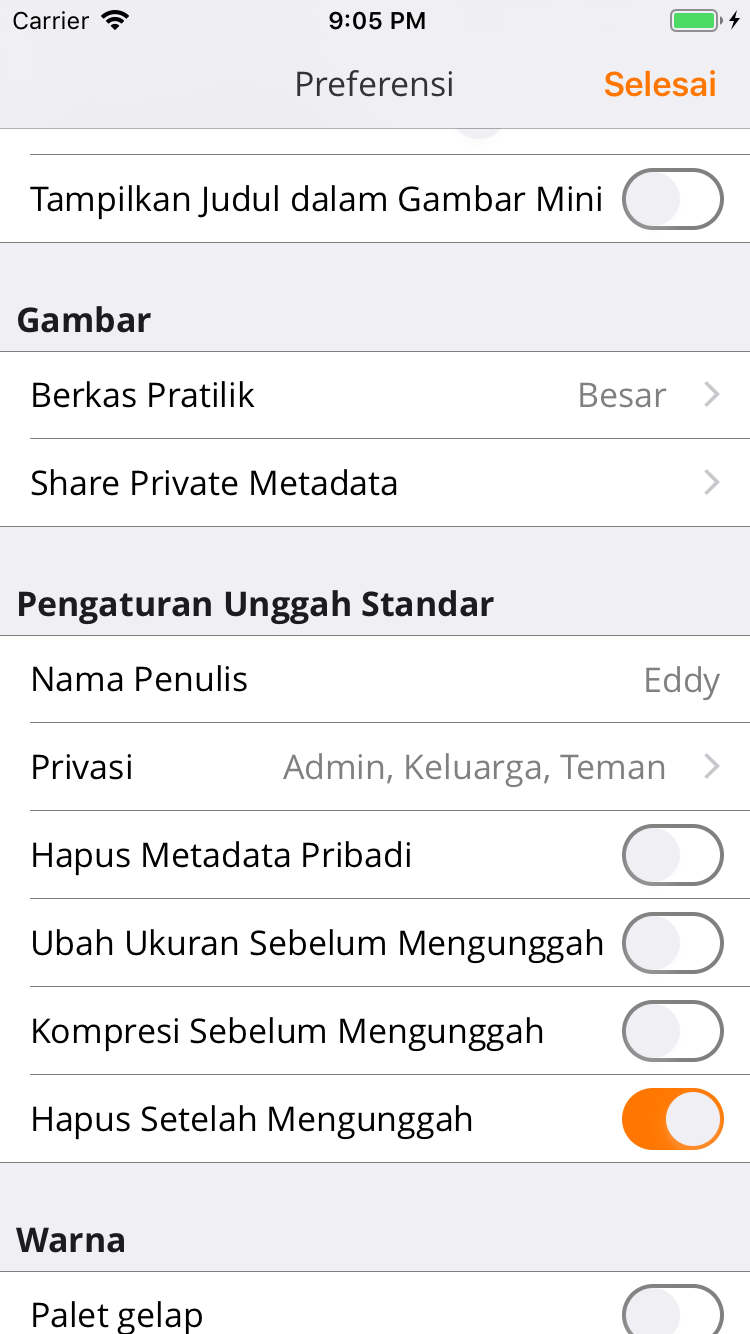 Carrier 9:05 PM
Preferensi Selesai
Tampilkan Judul dalam Gambar Mini
Gambar
Berkas Pratilik Besar
Share Private Metadata
Pengaturan Unggah Standar
Nama Penulis Eddy
Privasi Admin, Keluarga, Teman
Hapus Metadata Pribadi
Ubah Ukuran Sebelum Mengunggah
Kompresi Sebelum Mengunggah
Hapus Setelah Mengunggah
Warna
Palet gelap